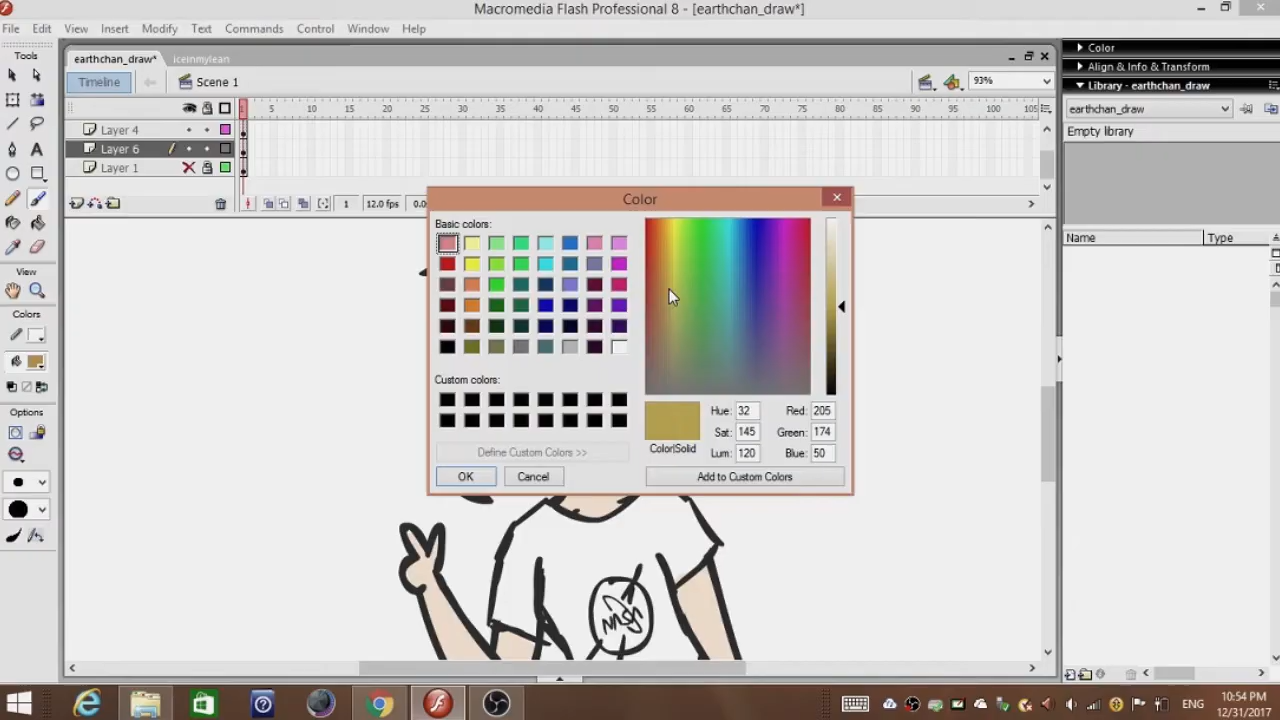 Macromedia Flash Professional 8 - [earthchan_draw*]
File Edit View Insert Modify Text Commands Control Window Help
Tools
earthchan_draw* iceinmylean
Timeline Scene 1 93%
1 5 10 15 20 25 30 35 40 45 50 55 60 65 70 75 80 85 90 95 100 105
Layer 4
Layer 6
Layer 1
1 12.0 fps 0.0
Color
Align & Info & Transform
Library - earthchan_draw
earthchan_draw
Empty library
Name Type
View
Colors
Options
Color
Basic colors:
Custom colors:
Define Custom Colors >>
OK Cancel
Color|Solid
Hue: 32 Red: 205
Sat: 145 Green: 174
Lum: 120 Blue: 50
Add to Custom Colors
NASA
ENG
10:54 PM
12/31/2017